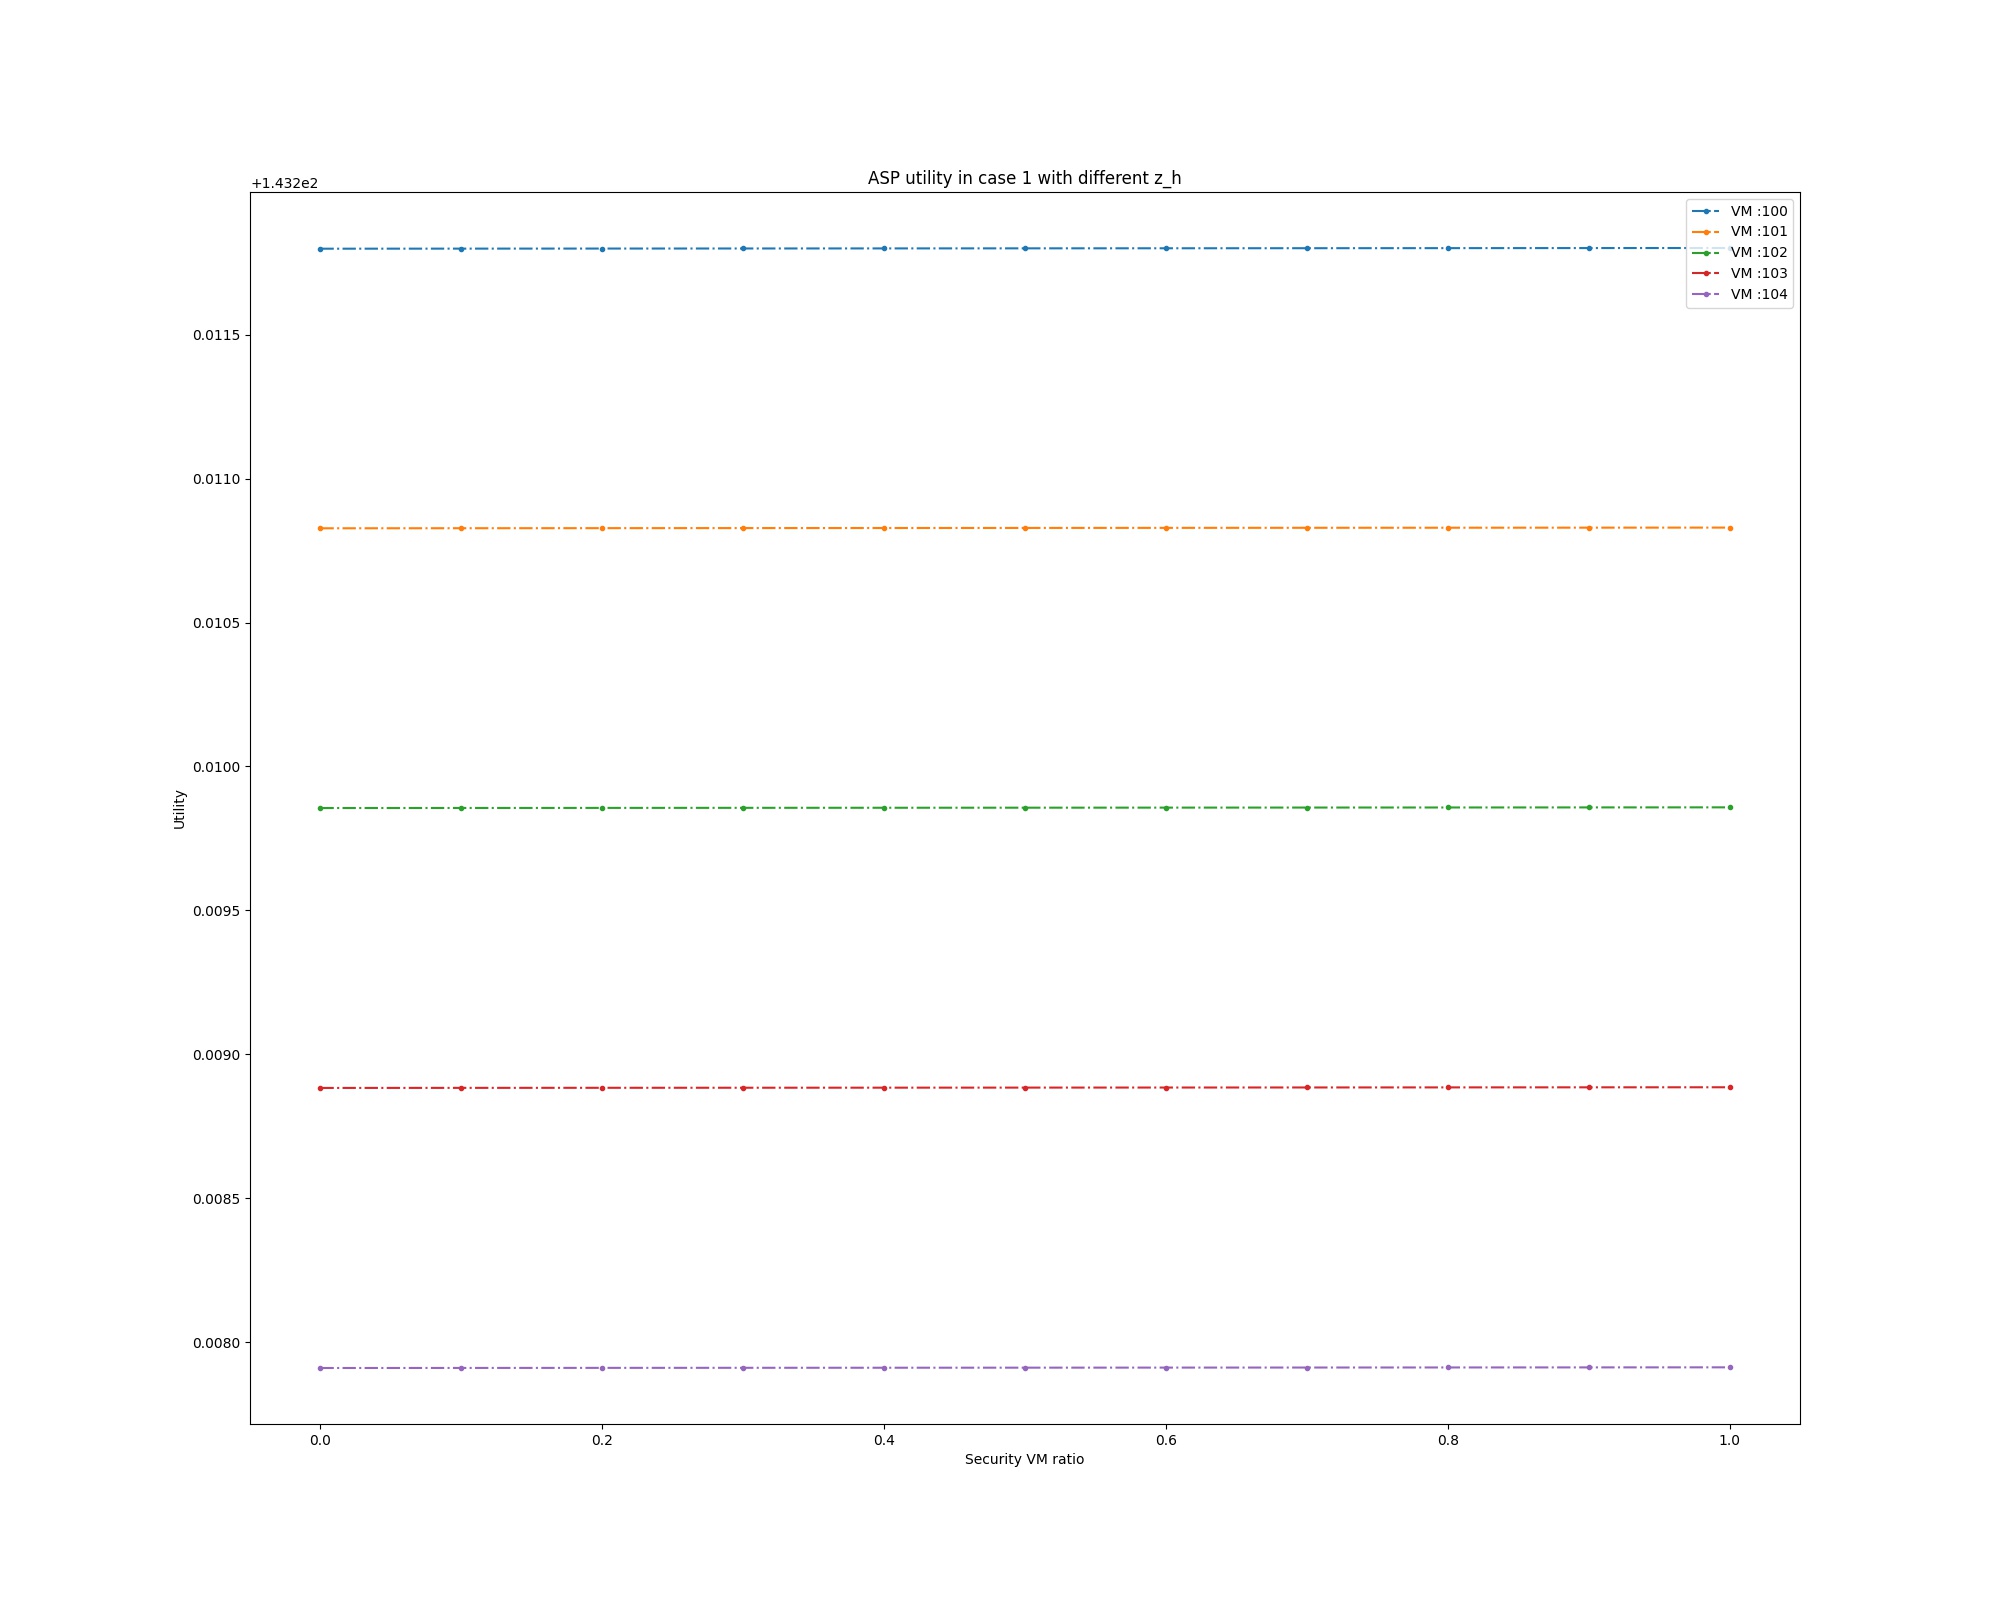 ASP utility in case 1 with different z_h
+1.432e2
VM :100
VM :101
VM :102
VM :103
VM :104
0.0115
0.0110
0.0105
0.0100
0.0095
0.0090
0.0085
0.0080
Utility
0.0 0.2 0.4 0.6 0.8 1.0
Security VM ratio